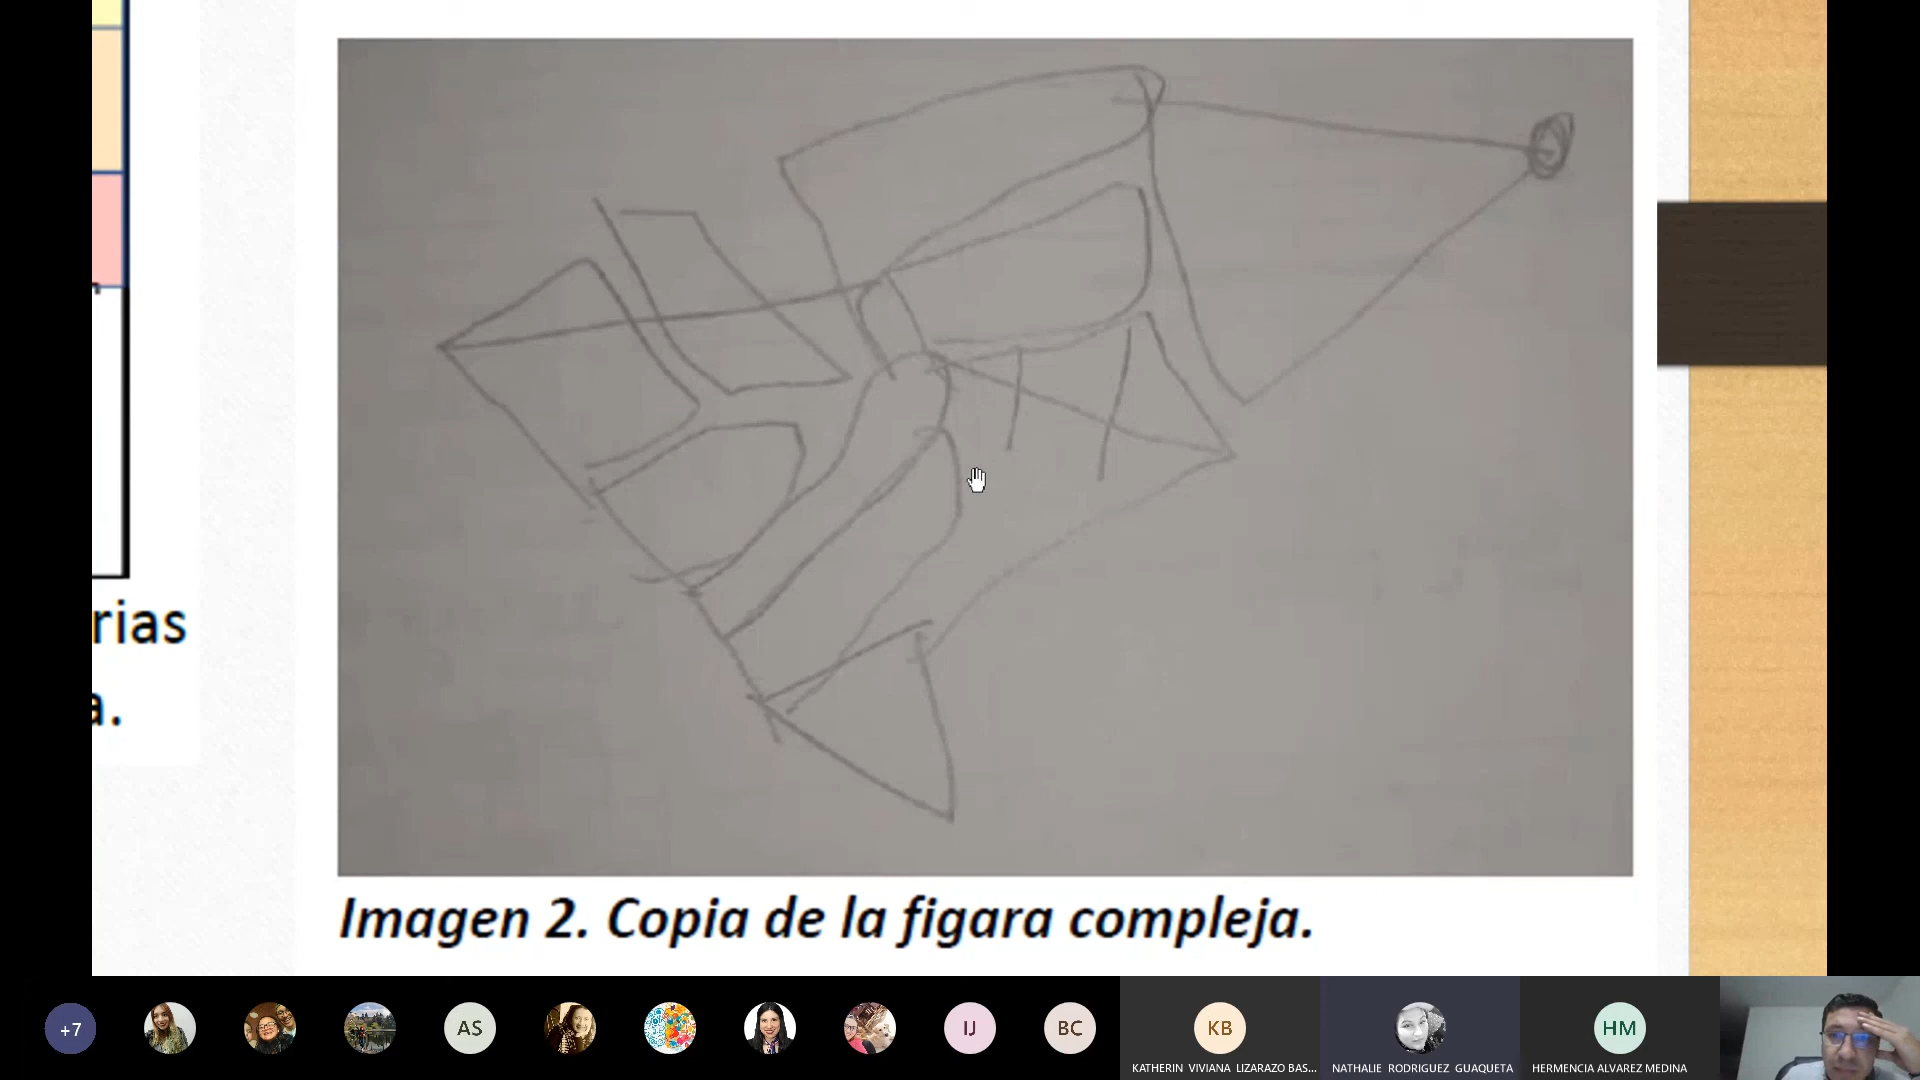 rias
a.
Imagen 2. Copia de la figara compleja.
+7
AS
IJ
BC
KB
HM
KATHERIN VIVIANA LIZARAZO BAS...
NATHALIE RODRIGUEZ GUAQUETA
HERMENCIA ALVAREZ MEDINA